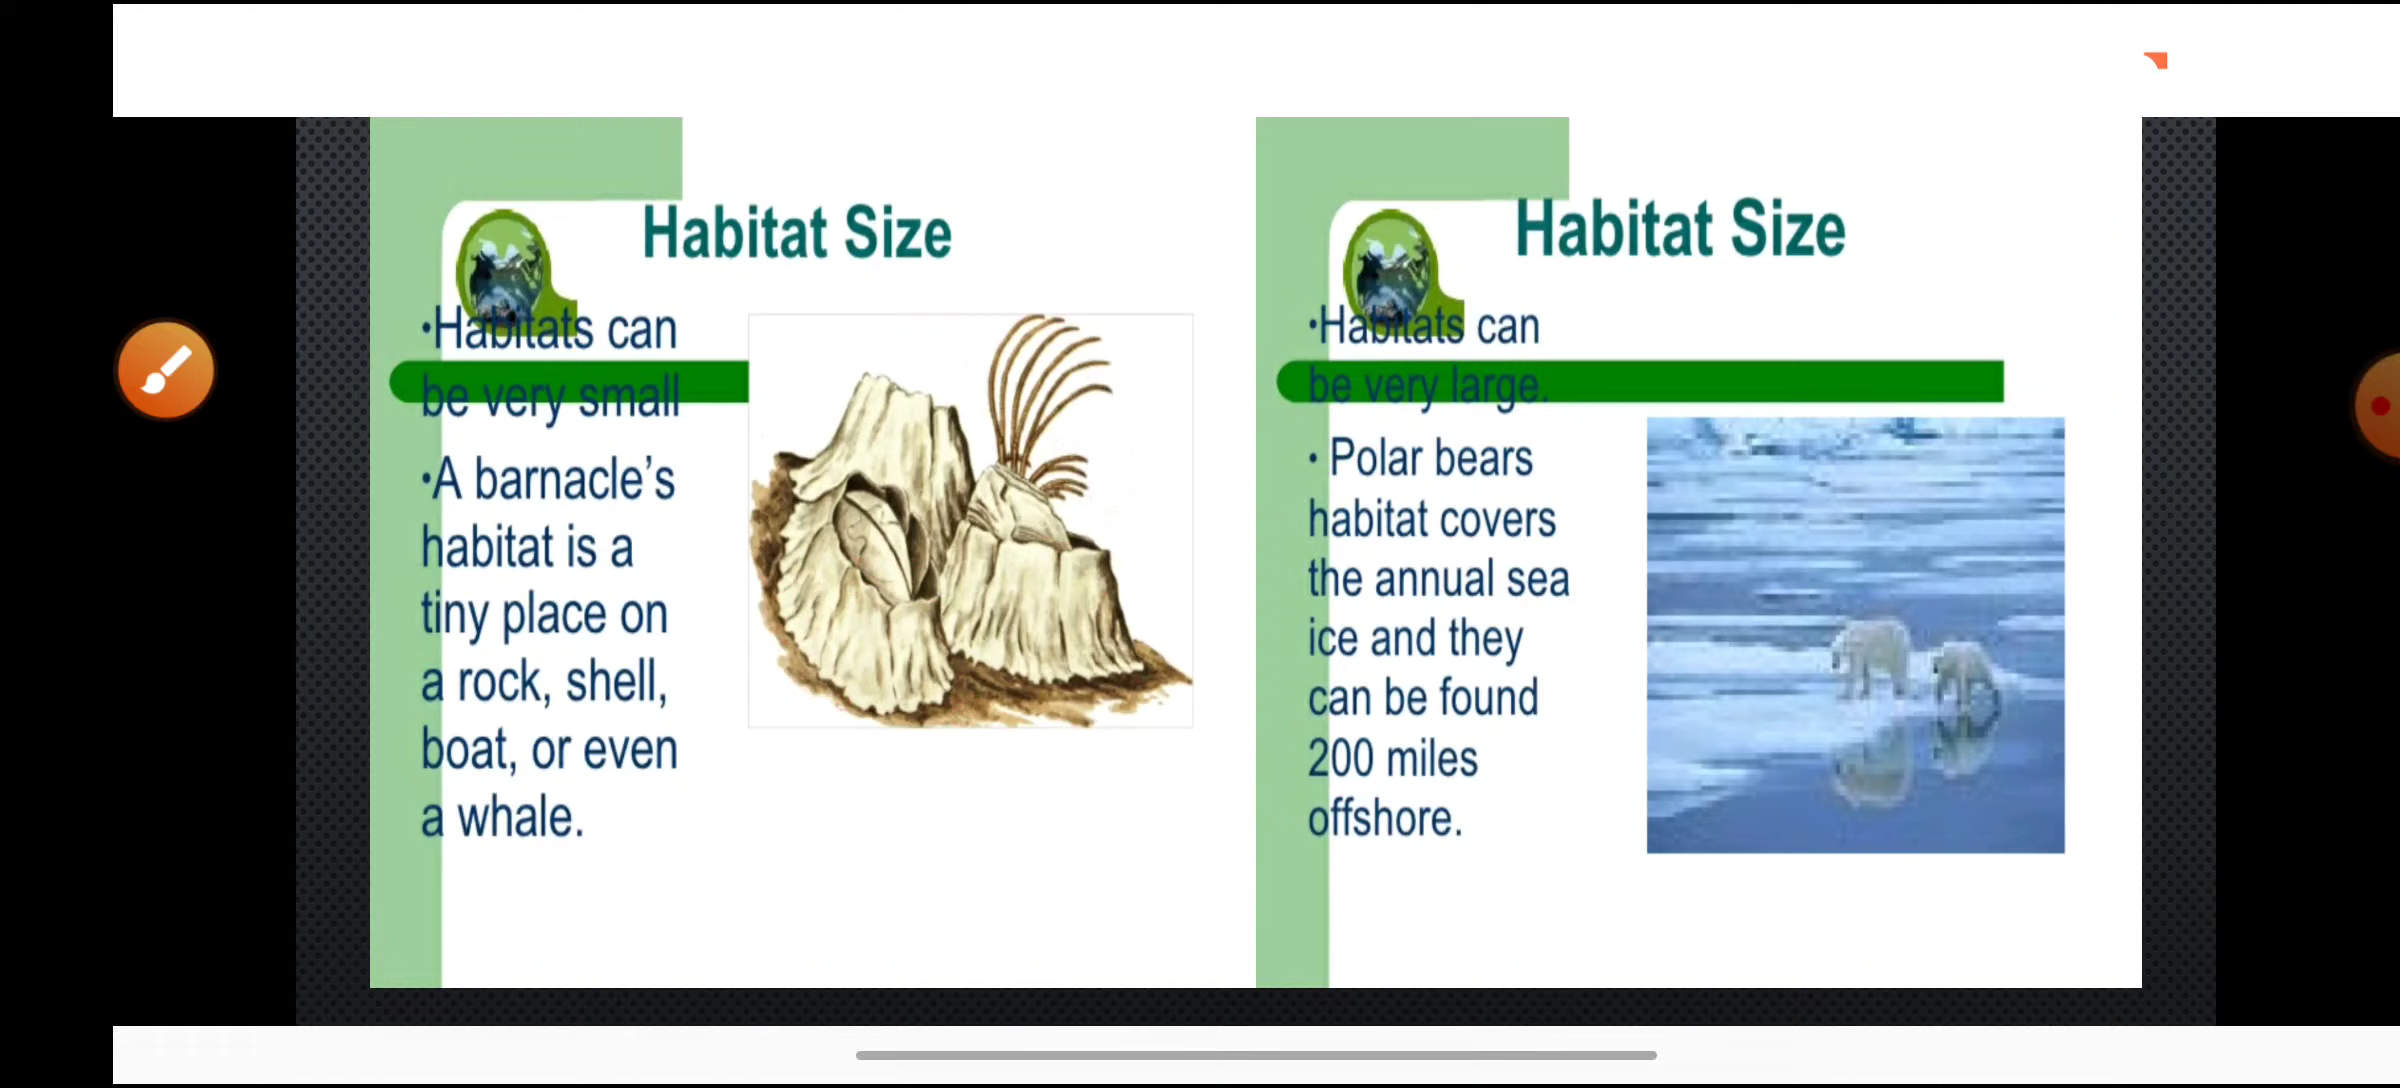 Habitat Size
•Habitats can
be very small
•A barnacle’s
habitat is a
tiny place on
a rock, shell,
boat, or even
a whale.
Habitat Size
•Habitats can
be very large.
• Polar bears
habitat covers
the annual sea
ice and they
can be found
200 miles
offshore.